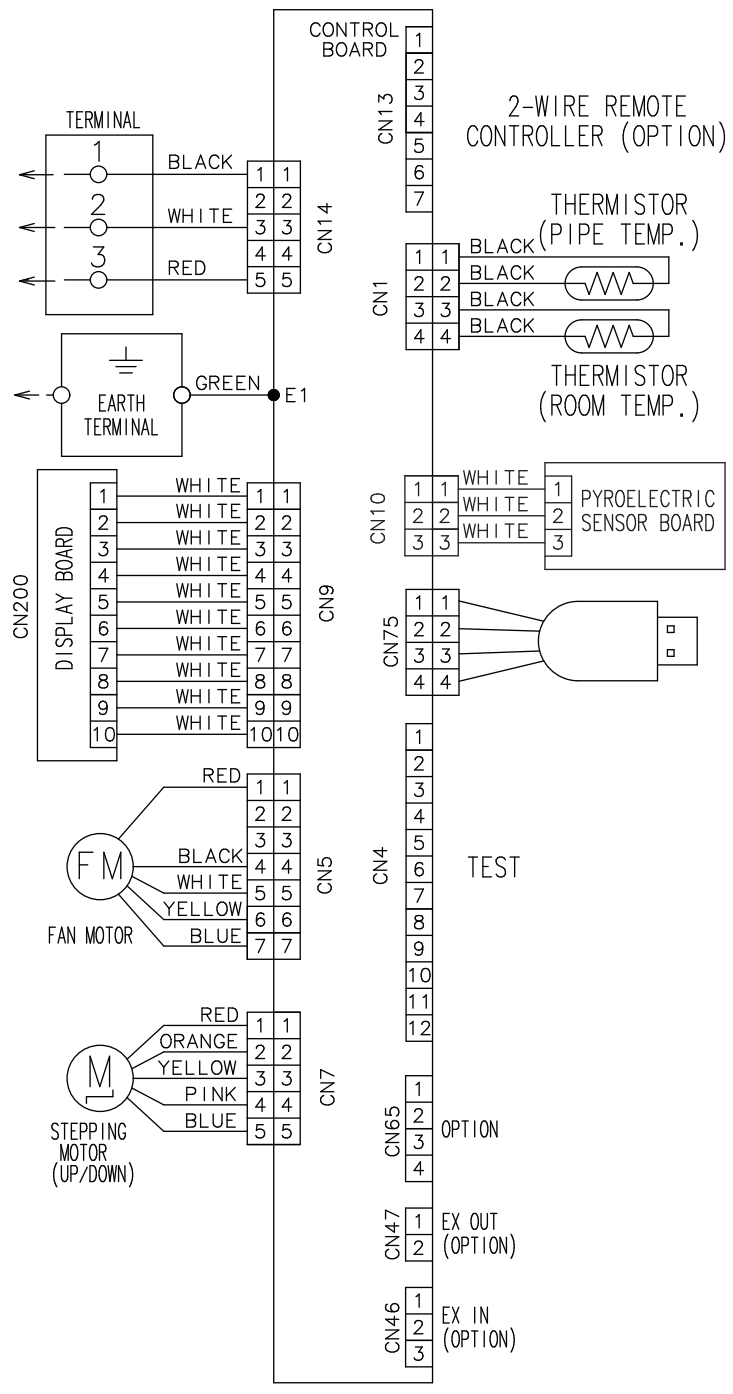 CONTROL
BOARD
CN13
1
2
3
4
5
6
7
2-WIRE REMOTE
CONTROLLER (OPTION)
TERMINAL
1
2
3
BLACK
WHITE
RED
1 1
2 2
3 3
4 4
5 5
CN14
THERMISTOR
(PIPE TEMP.)
CN1
1 1
2 2
3 3
4 4
BLACK
BLACK
BLACK
BLACK
THERMISTOR
(ROOM TEMP.)
EARTH
TERMINAL
GREEN
E1
CN200
DISPLAY BOARD
1
2
3
4
5
6
7
8
9
10
WHITE
WHITE
WHITE
WHITE
WHITE
WHITE
WHITE
WHITE
WHITE
WHITE
1 1
2 2
3 3
4 4
5 5
6 6
7 7
8 8
9 9
10 10
CN9
CN10
1 1
2 2
3 3
WHITE
WHITE
WHITE
1
2
3
PYROELECTRIC
SENSOR BOARD
CN75
1 1
2 2
3 3
4 4
FM
FAN MOTOR
RED
BLACK
WHITE
YELLOW
BLUE
1 1
2 2
3 3
4 4
5 5
6 6
7 7
CN5
CN4
1
2
3
4
5
6
7
8
9
10
11
12
TEST
M
STEPPING
MOTOR
(UP/DOWN)
RED
ORANGE
YELLOW
PINK
BLUE
1 1
2 2
3 3
4 4
5 5
CN7
CN65
1
2
3
4
OPTION
CN47
1
2
EX OUT
(OPTION)
CN46
1
2
3
EX IN
(OPTION)